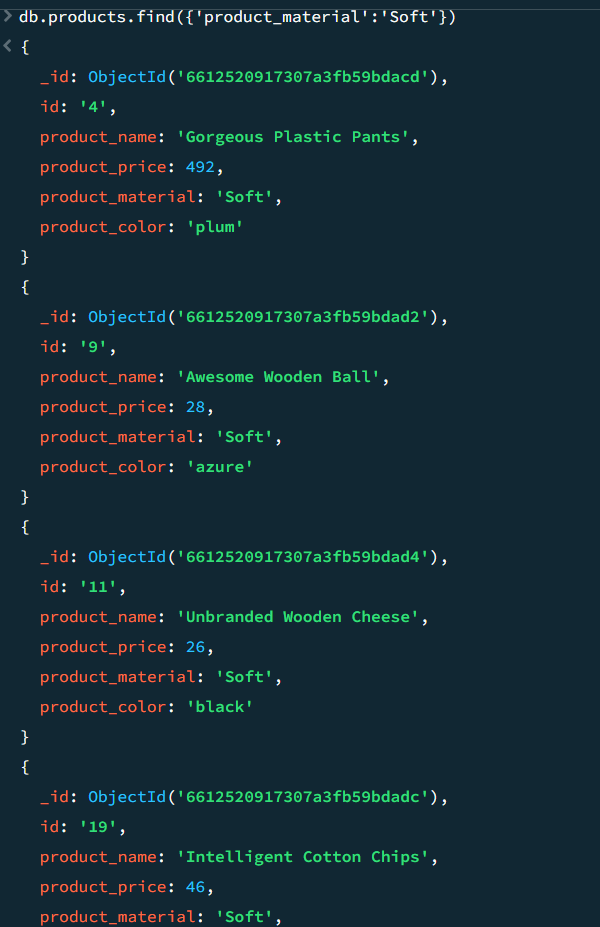 > db.products.find({'product_material':'Soft'})
< {
_id: ObjectId('6612520917307a3fb59bdacd'),
id: '4',
product_name: 'Gorgeous Plastic Pants',
product_price: 492,
product_material: 'Soft',
product_color: 'plum'
}
{
_id: ObjectId('6612520917307a3fb59bdad2'),
id: '9',
product_name: 'Awesome Wooden Ball',
product_price: 28,
product_material: 'Soft',
product_color: 'azure'
}
{
_id: ObjectId('6612520917307a3fb59bdad4'),
id: '11',
product_name: 'Unbranded Wooden Cheese',
product_price: 26,
product_material: 'Soft',
product_color: 'black'
}
{
_id: ObjectId('6612520917307a3fb59bdadc'),
id: '19',
product_name: 'Intelligent Cotton Chips',
product_price: 46,
product_material: 'Soft',